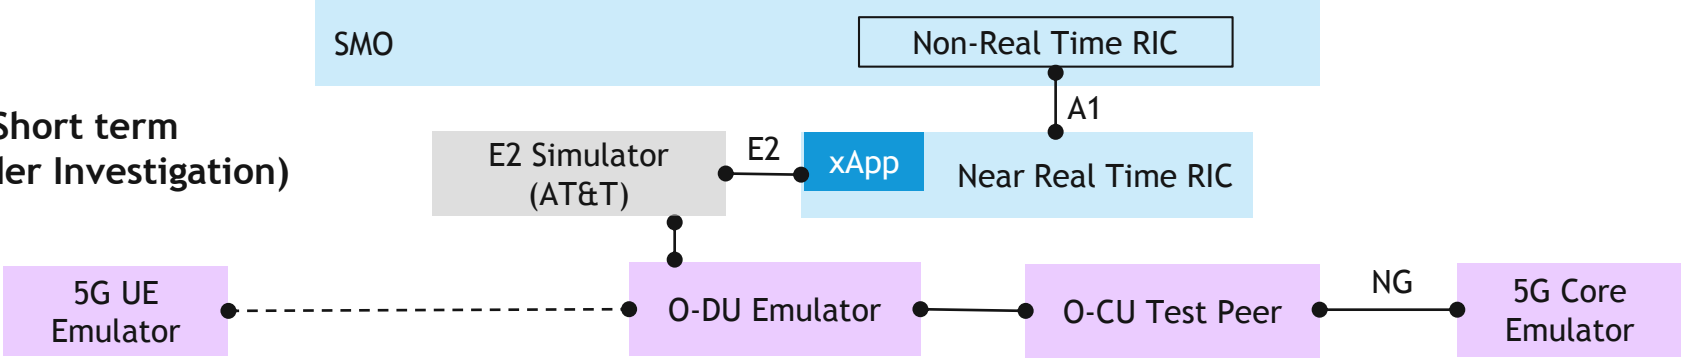 SMO
Non-Real Time RIC
A1
Short term
der Investigation)
E2 Simulator
(AT&T)
E2
xApp
Near Real Time RIC
5G UE
Emulator
O-DU Emulator
O-CU Test Peer
NG
5G Core
Emulator